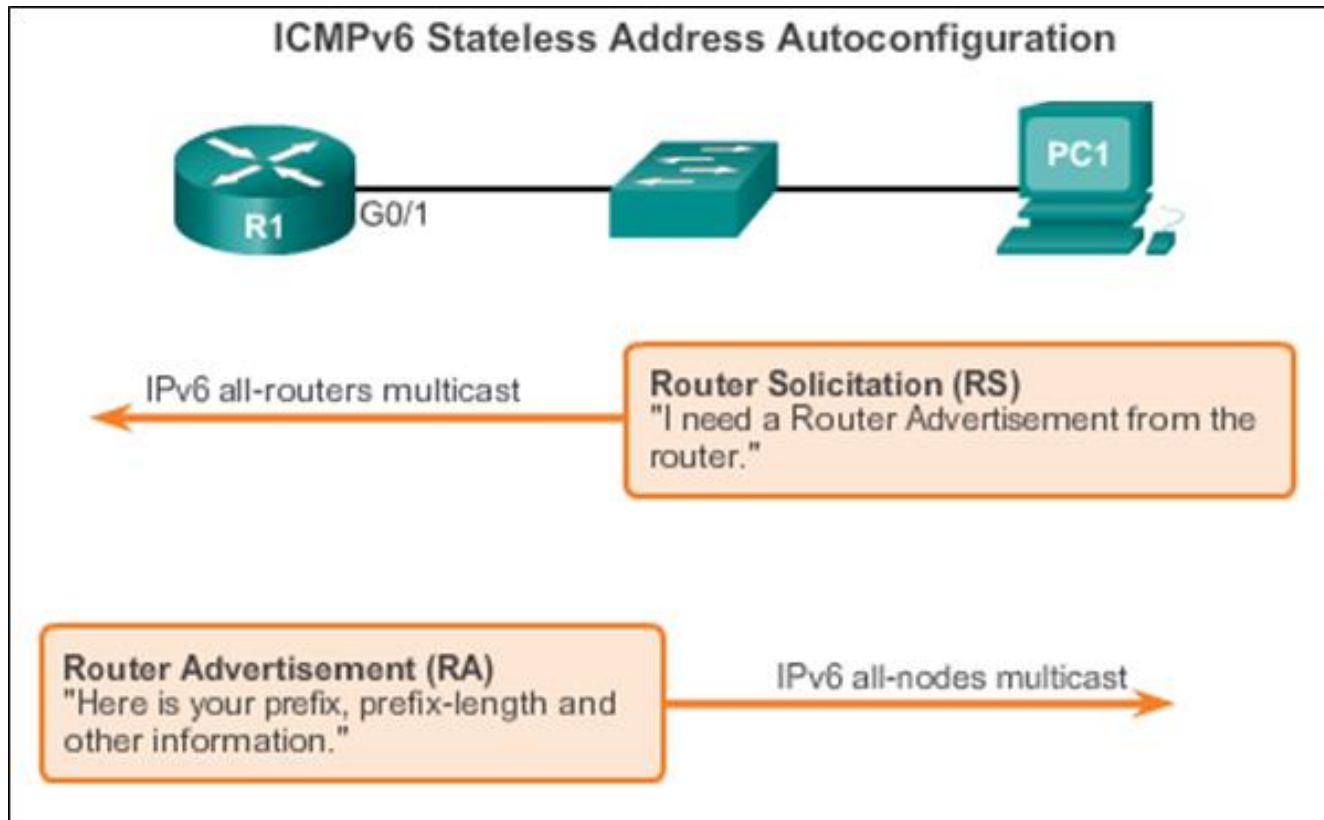 ICMPv6 Stateless Address Autoconfiguration
R1
G0/1
PC1
IPv6 all-routers multicast
Router Solicitation (RS)
"I need a Router Advertisement from the
router."
Router Advertisement (RA)
"Here is your prefix, prefix-length and
other information."
IPv6 all-nodes multicast